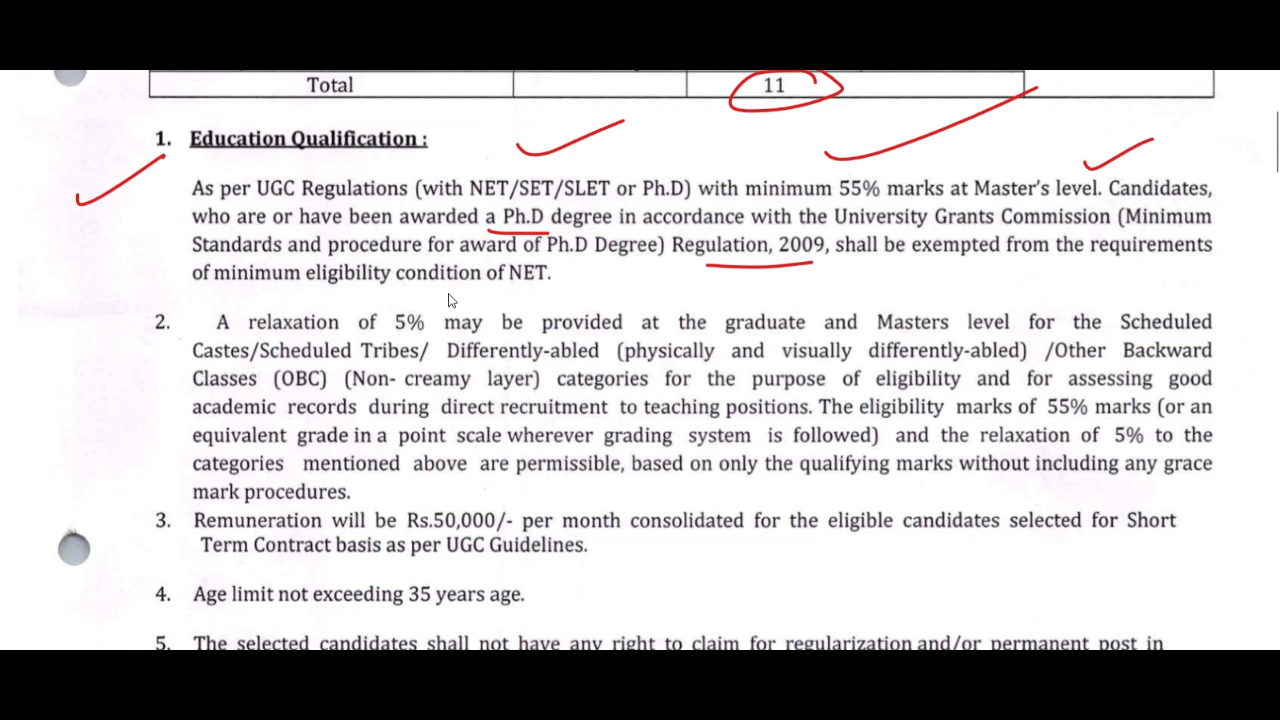 Total 11
1. Education Qualification :
As per UGC Regulations (with NET/SET/SLET or Ph.D) with minimum 55% marks at Master's level. Candidates,
who are or have been awarded a Ph.D degree in accordance with the University Grants Commission (Minimum
Standards and procedure for award of Ph.D Degree) Regulation, 2009, shall be exempted from the requirements
of minimum eligibility condition of NET.
2. A relaxation of 5% may be provided at the graduate and Masters level for the Scheduled
Castes/Scheduled Tribes/ Differently-abled (physically and visually differently-abled) /Other Backward
Classes (OBC) (Non- creamy layer) categories for the purpose of eligibility and for assessing good
academic records during direct recruitment to teaching positions. The eligibility marks of 55% marks (or an
equivalent grade in a point scale wherever grading system is followed) and the relaxation of 5% to the
categories mentioned above are permissible, based on only the qualifying marks without including any grace
mark procedures.
3. Remuneration will be Rs.50,000/- per month consolidated for the eligible candidates selected for Short
Term Contract basis as per UGC Guidelines.
4. Age limit not exceeding 35 years age.
5. The selected candidates shall not have any right to claim for regularization and/or permanent post in